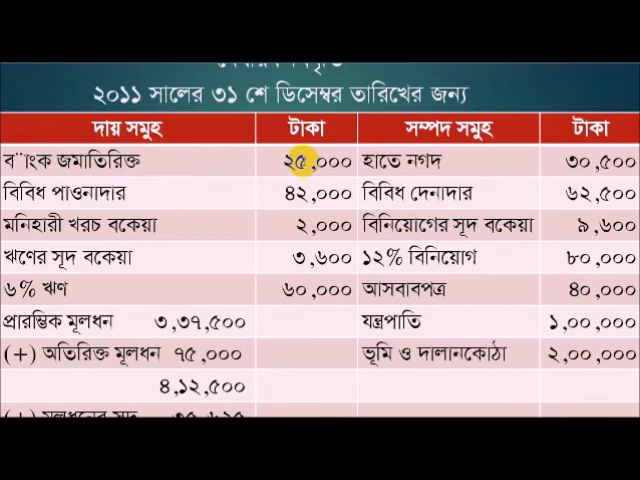 ২০১১ সালের ৩১ শে ডিসেম্বর তারিখের জন্য
দায় সমুহ টাকা সম্পদ সমুহ টাকা
ব¨াংক জমাতিরিক্ত ২৫,০০০ হাতে নগদ ৩০,৫০০
বিবিধ পাওনাদার ৪২,০০০ বিবিধ দেনাদার ৬২,৫০০
মনিহারী খরচ বকেয়া ২,০০০ বিনিয়োগের সূদ বকেয়া ৯,৬০০
ঋণের সূদ বকেয়া ৩,৬০০ ১২% বিনিয়োগ ৮০,০০০
৬% ঋণ ৬০,০০০ আসবাবপত্র ৪০,০০০
প্রারম্ভিক মূলধন ৩,৩৭,৫০০ যন্ত্রপাতি ১,০০,০০০
(+) অতিরিক্ত মূলধন ৭৫,০০০ ভূমি ও দালানকোঠা ২,০০,০০০
৪,১২,৫০০
(+) মূলধনের সূদ ৩৫,৬২৫